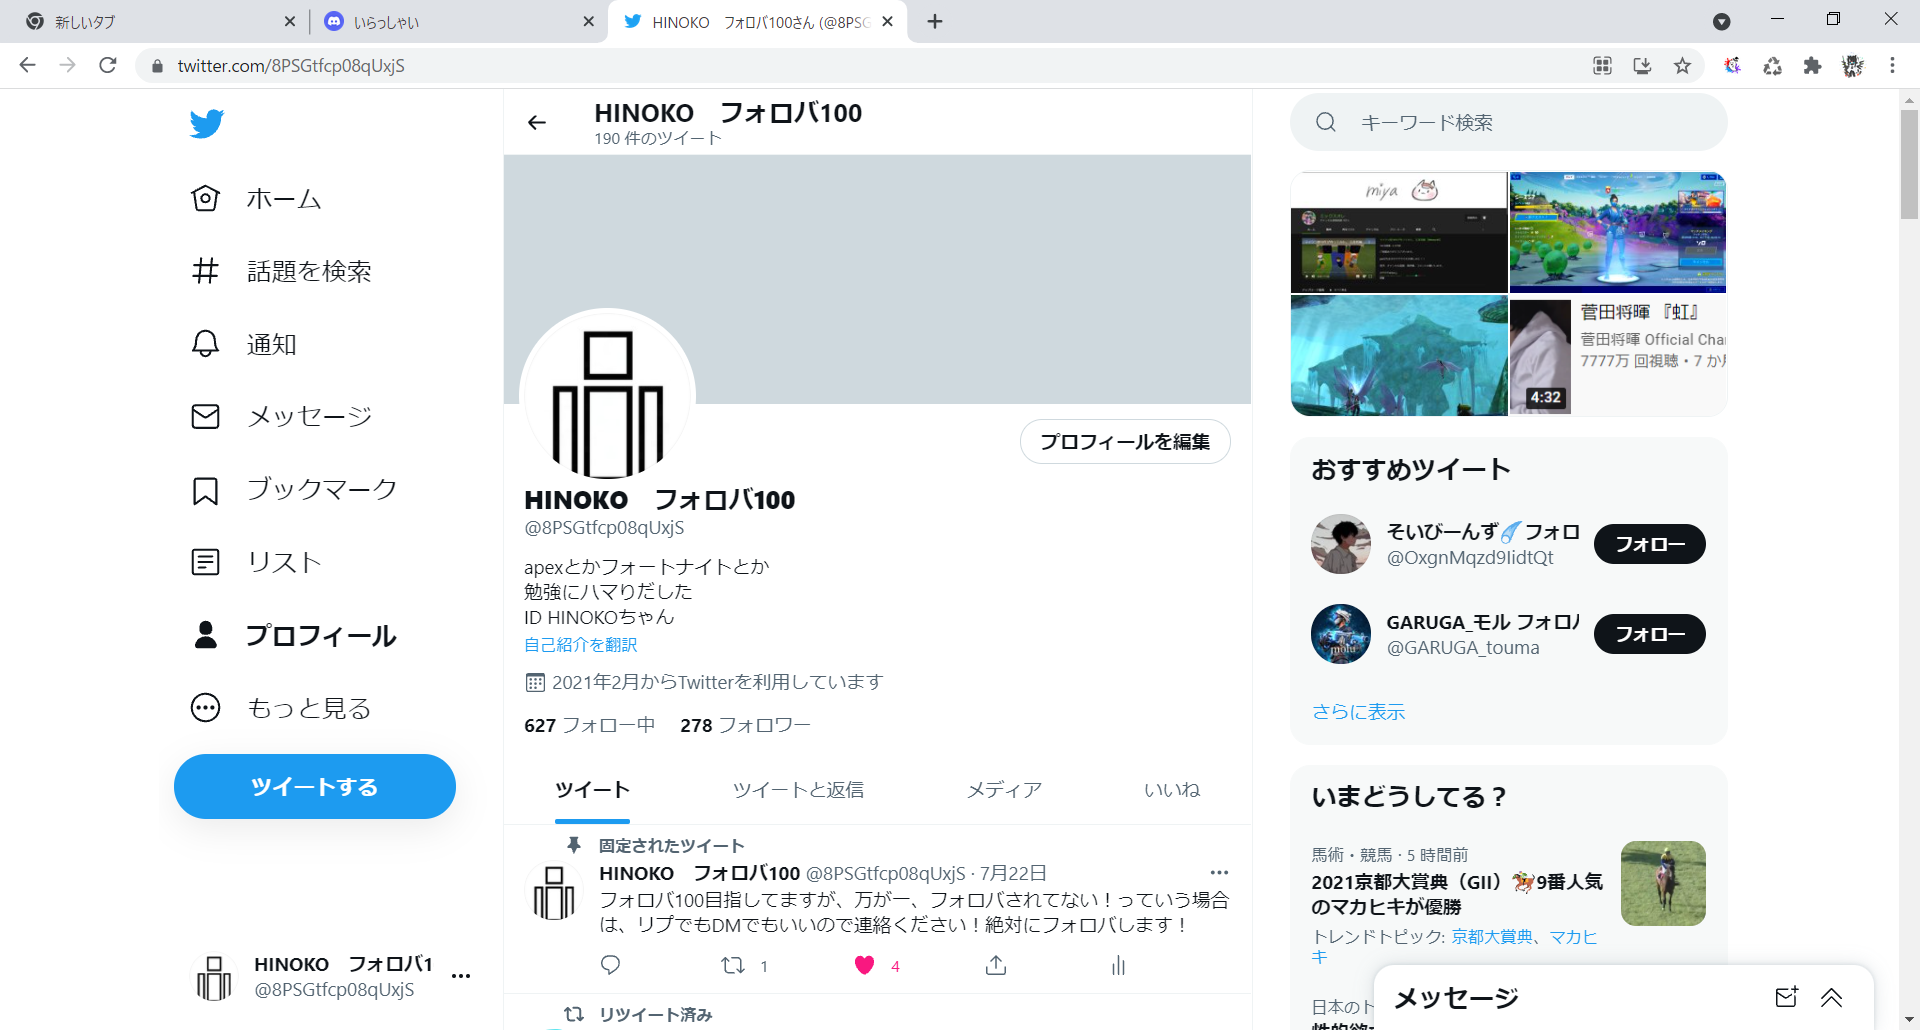 新しいタブ
いらっしゃい
HINOKO　フォロバ100さん (@8PSG
twitter.com/8PSGtfcp08qUxjS
HINOKO　フォロバ100
190 件のツイート
キーワード検索
ホーム
話題を検索
通知
メッセージ
ブックマーク
リスト
プロフィール
もっと見る
ツイートする
HINOKO　フォロバ1
@8PSGtfcp08qUxjS
プロフィールを編集
HINOKO　フォロバ100
@8PSGtfcp08qUxjS
apexとかフォートナイトとか
勉強にハマりだした
ID HINOKOちゃん
自己紹介を翻訳
2021年2月からTwitterを利用しています
627 フォロー中 278 フォロワー
ツイート ツイートと返信 メディア いいね
固定されたツイート
HINOKO　フォロバ100 @8PSGtfcp08qUxjS · 7月22日
フォロバ100目指してますが、万が一、フォロバされてない！っていう場合
は、リプでもDMでもいいので連絡ください！絶対にフォロバします！
1 4
リツイート済み
miya
菅田将暉 『虹』
菅田将暉 Official Cha
7777万 回視聴・7 か
4:32
おすすめツイート
そいびーんず フォロ
@OxgnMqzd9IidtQt
フォロー
GARUGA_モル フォロ
@GARUGA_touma
フォロー
molu
さらに表示
いまどうしてる？
馬術・競馬・5 時間前
2021京都大賞典（GII）🏇9番人気
のマカヒキが優勝
トレンドトピック: 京都大賞典、マカヒ
キ
日本のト
メッセージ